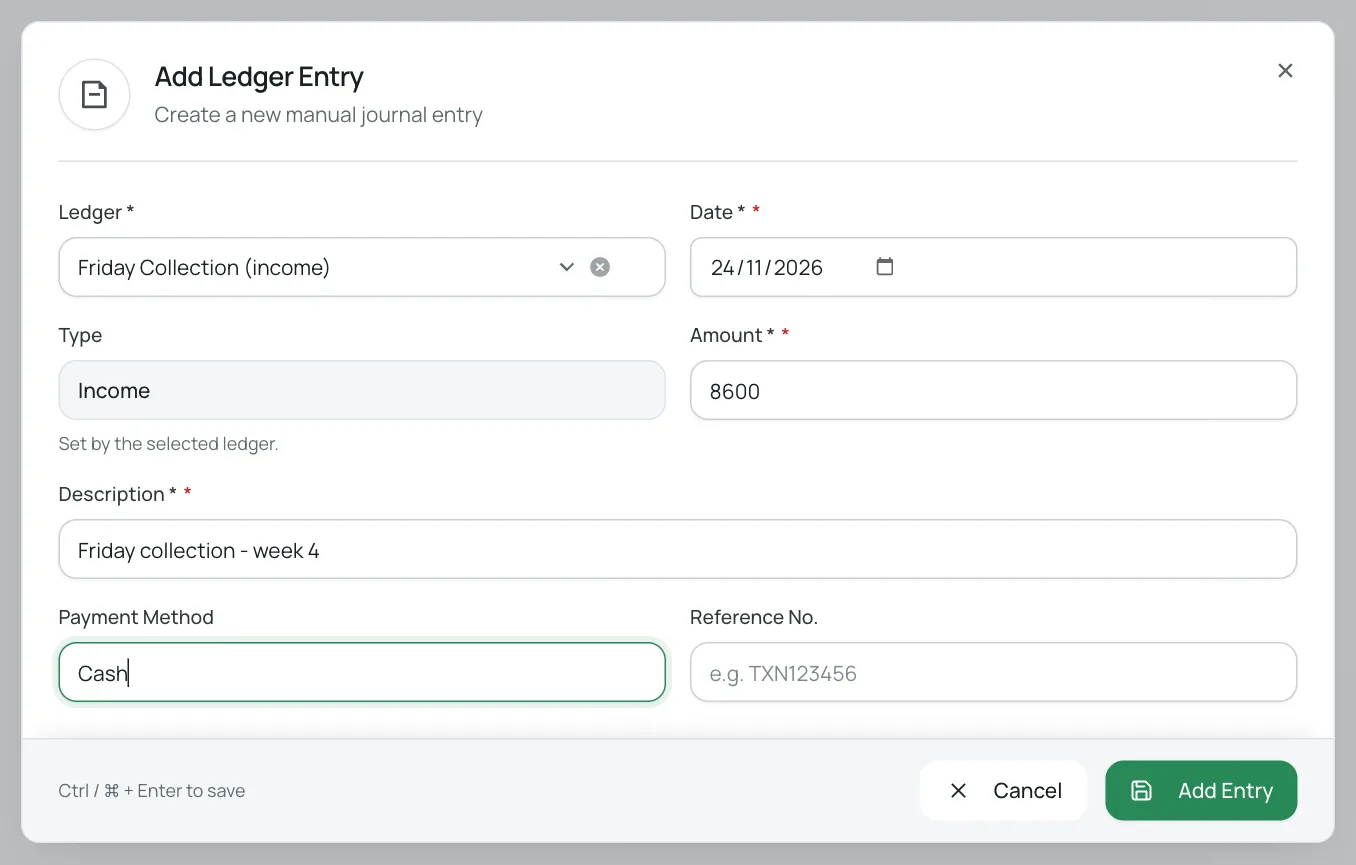 Add Ledger Entry
Create a new manual journal entry
Ledger *
Date * *
Friday Collection (income)
24/11/2026
Type
Amount * *
Income
8600
Set by the selected ledger.
Description * *
Friday collection - week 4
Payment Method
Reference No.
Cash
e.g. TXN123456
Ctrl / ⌘ + Enter to save
Cancel
Add Entry